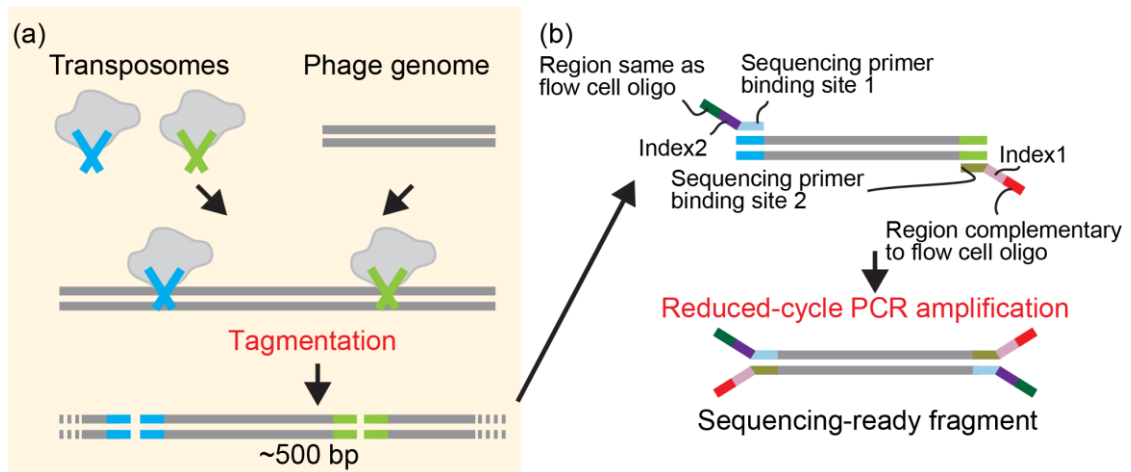 (a)
Transposomes
Phage genome
Tagmentation
~500 bp
(b)
Region same as
flow cell oligo
Sequencing primer
binding site 1
Index2
Index1
Sequencing primer
binding site 2
Region complementary
to flow cell oligo
Reduced-cycle PCR amplification
Sequencing-ready fragment